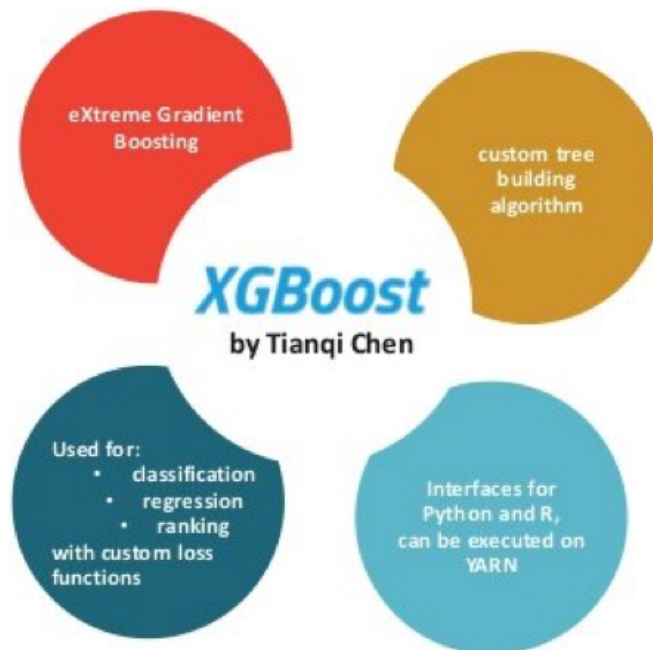 eXtreme Gradient
Boosting
custom tree
building
algorithm
XGBoost
by Tianqi Chen
Used for:
• classification
• regression
• ranking
with custom loss
functions
Interfaces for
Python and R,
can be executed on
YARN